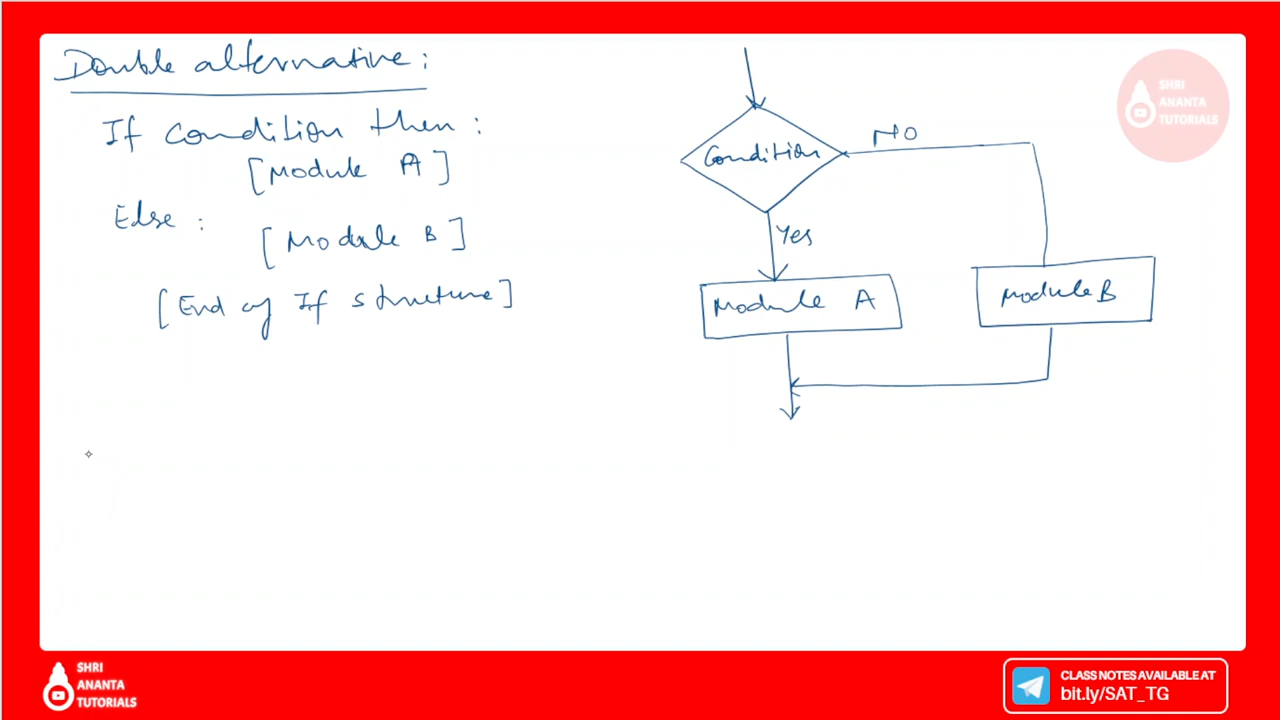 Double alternative:
If condition then:
[Module A]
Else:
[Module B]
[End of If structure]
Condition
NO
Yes
Module A
Module B
SHRI
ANANTA
TUTORIALS
SHRI
ANANTA
TUTORIALS
CLASS NOTES AVAILABLE AT
bit.ly/SAT_TG